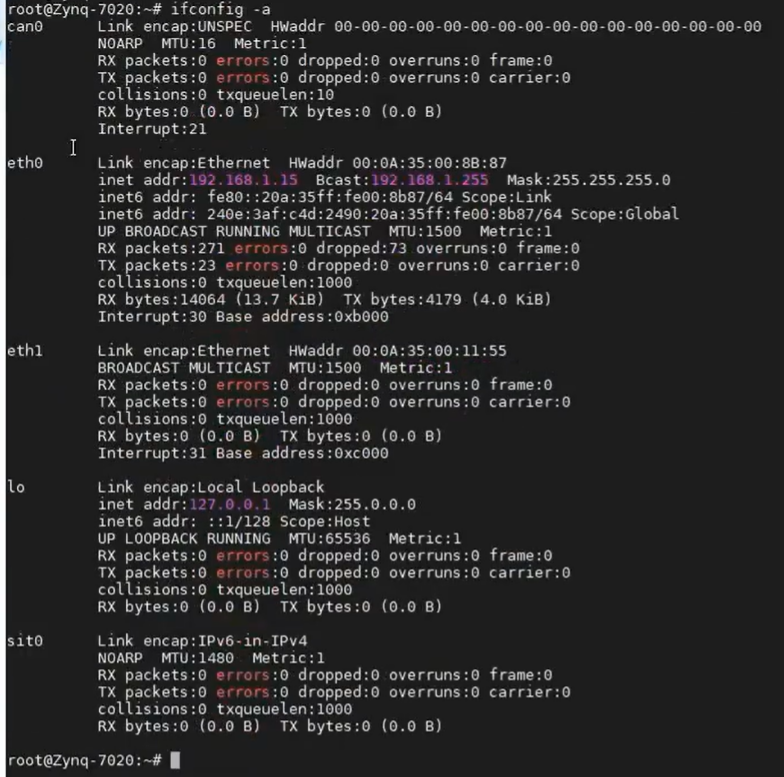 root@Zynq-7020:~# ifconfig -a
can0      Link encap:UNSPEC  HWaddr 00-00-00-00-00-00-00-00-00-00-00-00-00-00-00-00
          NOARP  MTU:16  Metric:1
          RX packets:0 errors:0 dropped:0 overruns:0 frame:0
          TX packets:0 errors:0 dropped:0 overruns:0 carrier:0
          collisions:0 txqueuelen:10
          RX bytes:0 (0.0 B)  TX bytes:0 (0.0 B)
          Interrupt:21

eth0      Link encap:Ethernet  HWaddr 00:0A:35:00:8B:87
          inet addr:192.168.1.15  Bcast:192.168.1.255  Mask:255.255.255.0
          inet6 addr: fe80::20a:35ff:fe00:8b87/64 Scope:Link
          inet6 addr: 240e:3af:c4d:2490:20a:35ff:fe00:8b87/64 Scope:Global
          UP BROADCAST RUNNING MULTICAST  MTU:1500  Metric:1
          RX packets:271 errors:0 dropped:73 overruns:0 frame:0
          TX packets:23 errors:0 dropped:0 overruns:0 carrier:0
          collisions:0 txqueuelen:1000
          RX bytes:14064 (13.7 KiB)  TX bytes:4179 (4.0 KiB)
          Interrupt:30 Base address:0xb000

eth1      Link encap:Ethernet  HWaddr 00:0A:35:00:11:55
          BROADCAST MULTICAST  MTU:1500  Metric:1
          RX packets:0 errors:0 dropped:0 overruns:0 frame:0
          TX packets:0 errors:0 dropped:0 overruns:0 carrier:0
          collisions:0 txqueuelen:1000
          RX bytes:0 (0.0 B)  TX bytes:0 (0.0 B)
          Interrupt:31 Base address:0xc000

lo        Link encap:Local Loopback
          inet addr:127.0.0.1  Mask:255.0.0.0
          inet6 addr: ::1/128 Scope:Host
          UP LOOPBACK RUNNING  MTU:65536  Metric:1
          RX packets:0 errors:0 dropped:0 overruns:0 frame:0
          TX packets:0 errors:0 dropped:0 overruns:0 carrier:0
          collisions:0 txqueuelen:1000
          RX bytes:0 (0.0 B)  TX bytes:0 (0.0 B)

sit0      Link encap:IPv6-in-IPv4
          NOARP  MTU:1480  Metric:1
          RX packets:0 errors:0 dropped:0 overruns:0 frame:0
          TX packets:0 errors:0 dropped:0 overruns:0 carrier:0
          collisions:0 txqueuelen:1000
          RX bytes:0 (0.0 B)  TX bytes:0 (0.0 B)

root@Zynq-7020:~#